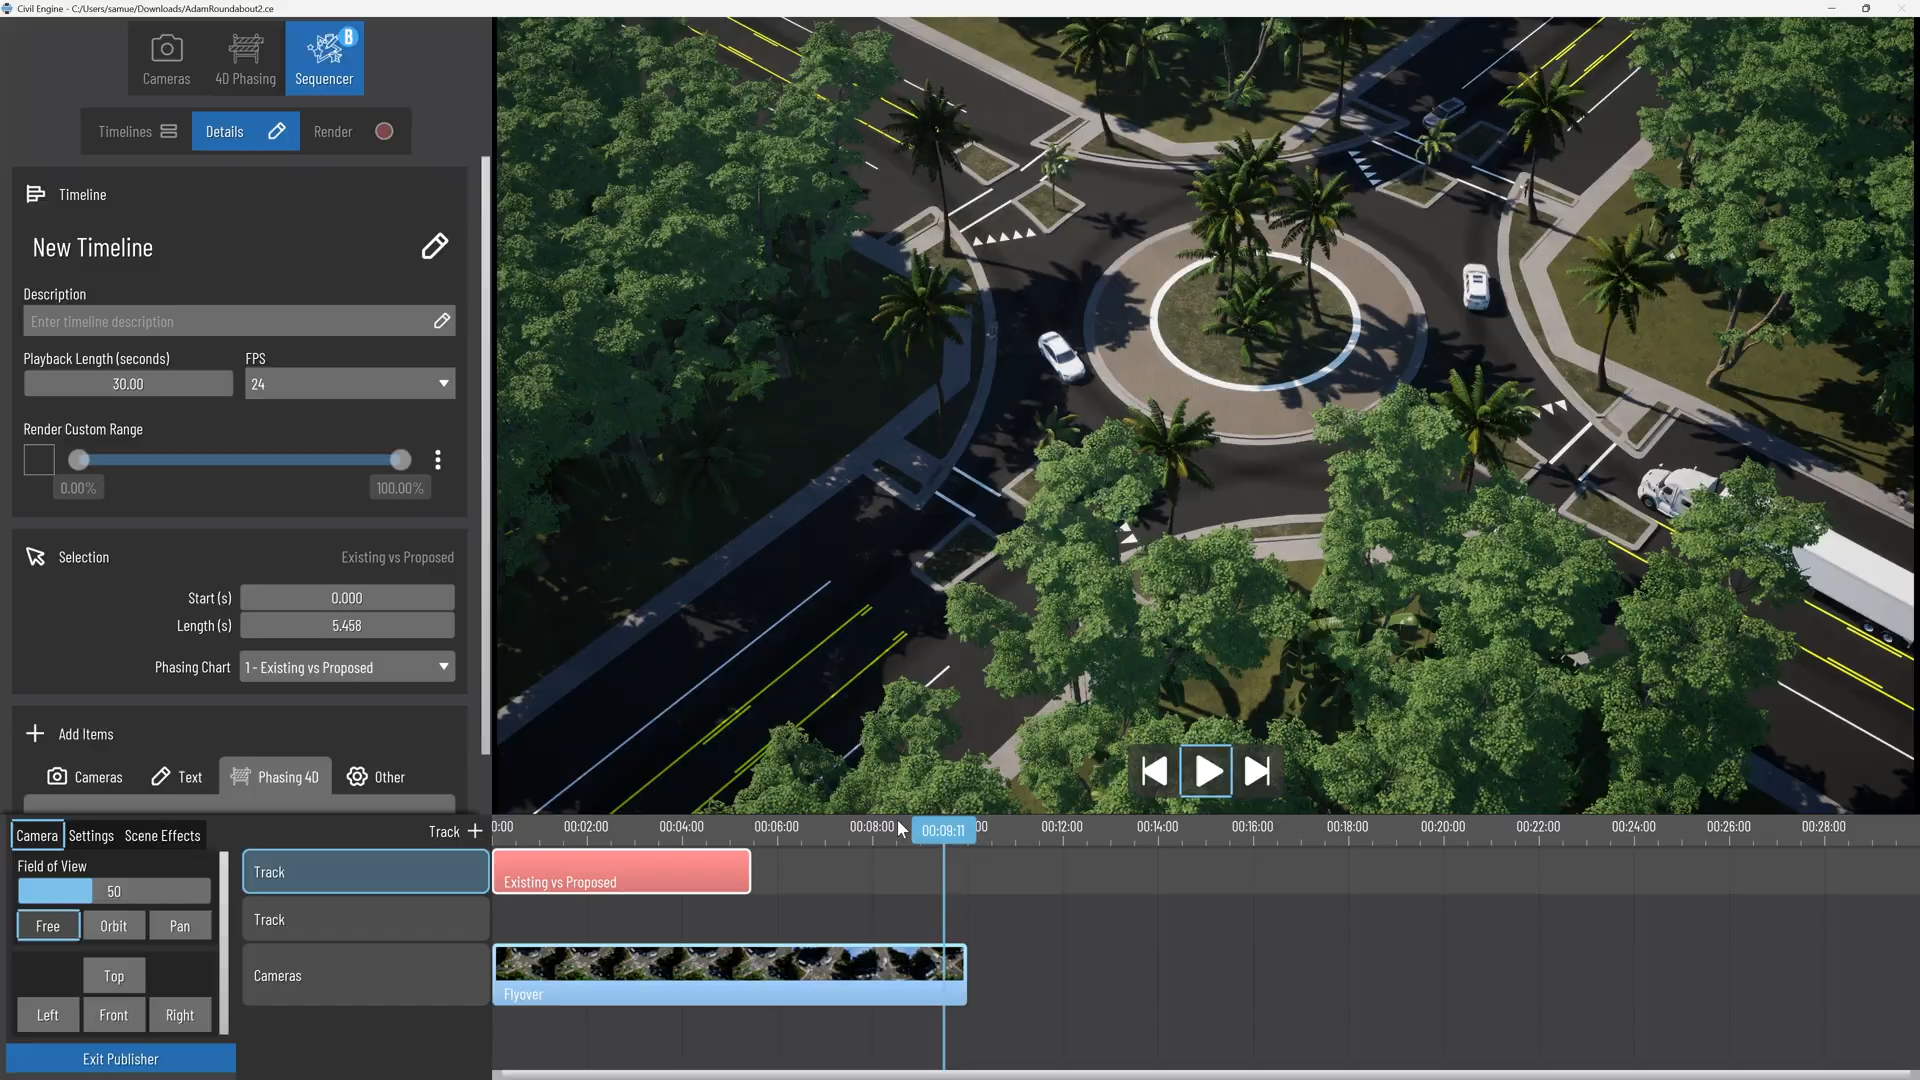 Civil Engine - C:/Users/samue/Downloads/AdamRoundabout2.ce
B
Cameras
4D Phasing
Sequencer
Timelines
Details
Render
Timeline
New Timeline
Description
Enter timeline description
Playback Length (seconds)
FPS
30.00
24
Render Custom Range
0.00%
100.00%
Selection
Existing vs Proposed
Start (s)
0.000
Length (s)
5.458
Phasing Chart
1 - Existing vs Proposed
Add Items
Cameras
Text
Phasing 4D
Other
Camera
Settings
Scene Effects
Track
0:00
00:02:00
00:04:00
00:06:00
00:08:00
00:09:11
00
00:12:00
00:14:00
00:16:00
00:18:00
00:20:00
00:22:00
00:24:00
00:26:00
00:28:00
Field of View
50
Free
Orbit
Pan
Top
Left
Front
Right
Exit Publisher
Track
Existing vs Proposed
Track
Cameras
Flyover